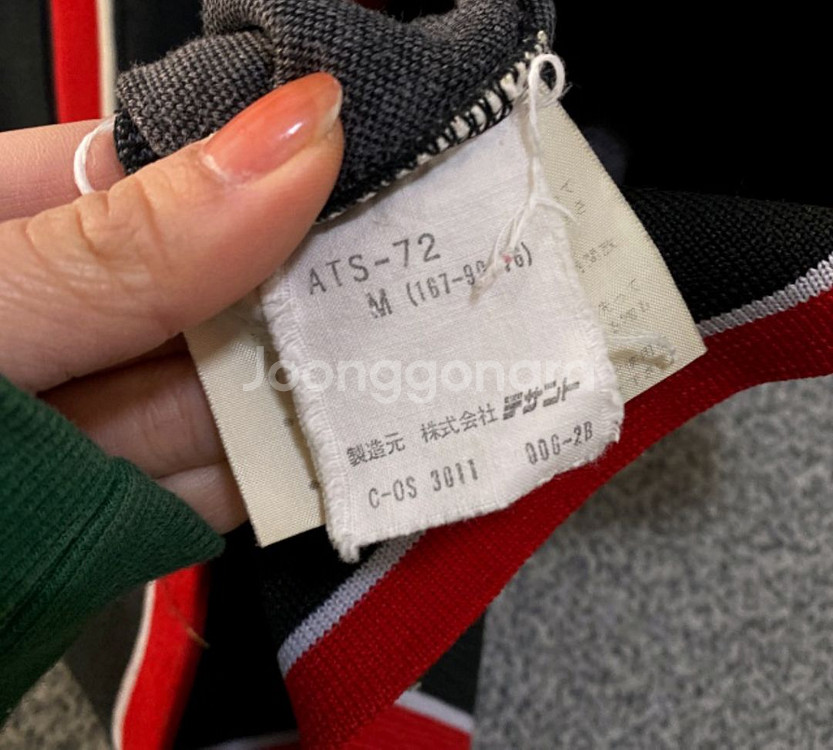 ATS-72
M (167-90-76)
Joonggonara
製造元 株式会社 デサント
C-OS 3011 00G-2B